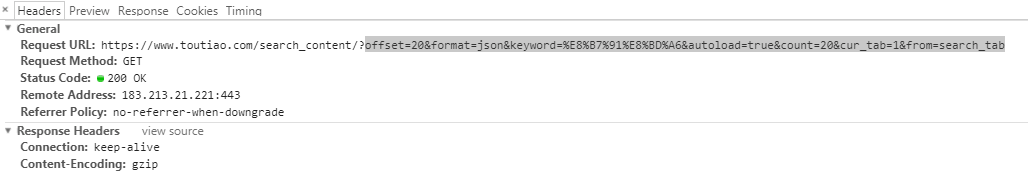 × Headers Preview Response Cookies Timing
▼ General
Request URL: https://www.toutiao.com/search_content/?offset=20&format=json&keyword=%E8%B7%91%E8%BD%A6&autoload=true&count=20&cur_tab=1&from=search_tab
Request Method: GET
Status Code: 200 OK
Remote Address: 183.213.21.221:443
Referrer Policy: no-referrer-when-downgrade
▼ Response Headers view source
Connection: keep-alive
Content-Encoding: gzip